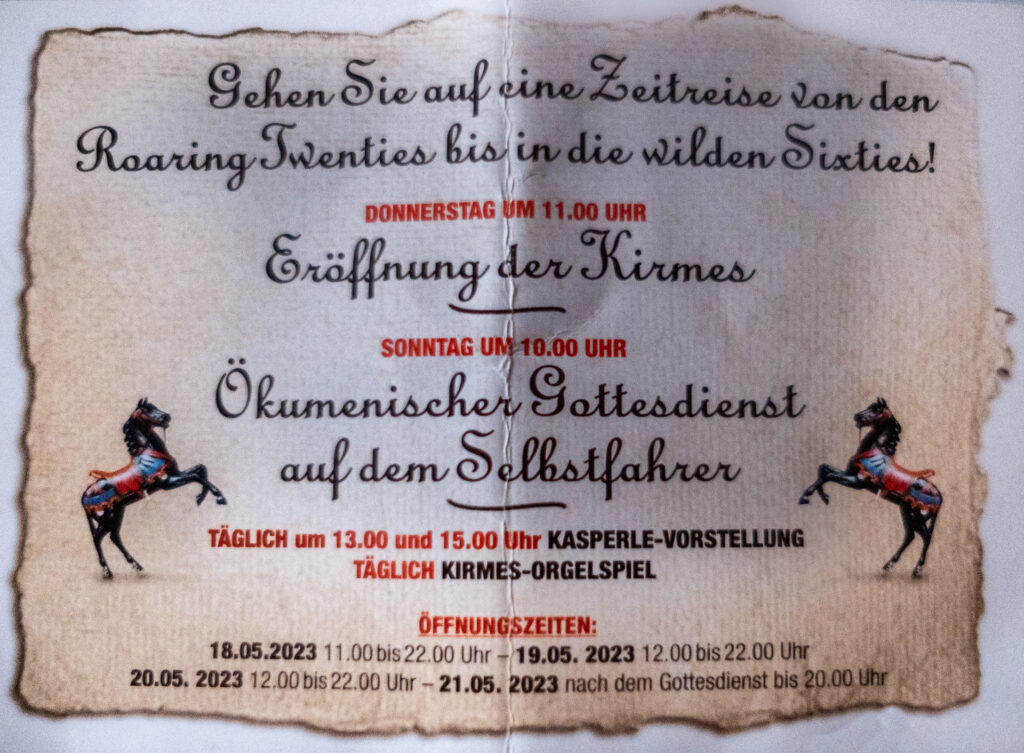 Gehen Sie auf eine Zeitreise von den
Roaring Twenties bis in die wilden Sixties!
DONNERSTAG UM 11.00 UHR
Eröffnung der Kirmes
SONNTAG UM 10.00 UHR
Ökumenischer Gottesdienst
auf dem Selbstfahrer
TÄGLICH um 13.00 und 15.00 Uhr KASPERLE-VORSTELLUNG
TÄGLICH KIRMES-ORGELSPIEL
ÖFFNUNGSZEITEN:
18.05.2023 11.00 bis 22.00 Uhr – 19.05. 2023 12.00 bis 22.00 Uhr
20.05. 2023 12.00 bis 22.00 Uhr – 21.05. 2023 nach dem Gottesdienst bis 20.00 Uhr